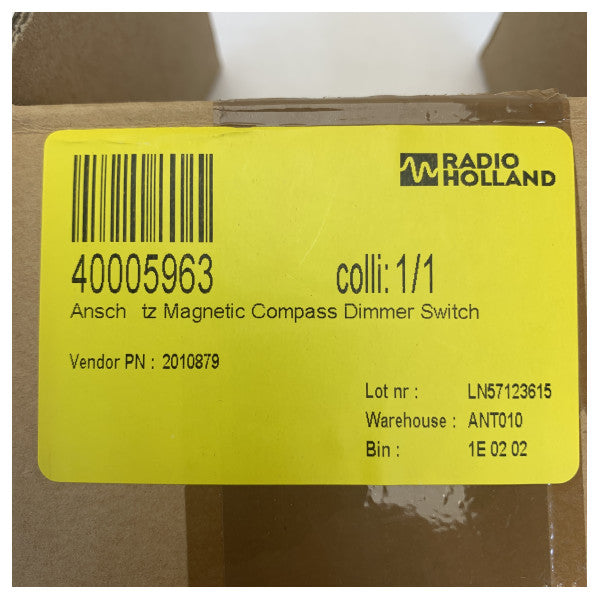 RADIO
HOLLAND
40005963 colli: 1/1
Ansch tz Magnetic Compass Dimmer Switch
Vendor PN : 2010879
Lot nr : LN57123615
Warehouse : ANT010
Bin : 1E 02 02